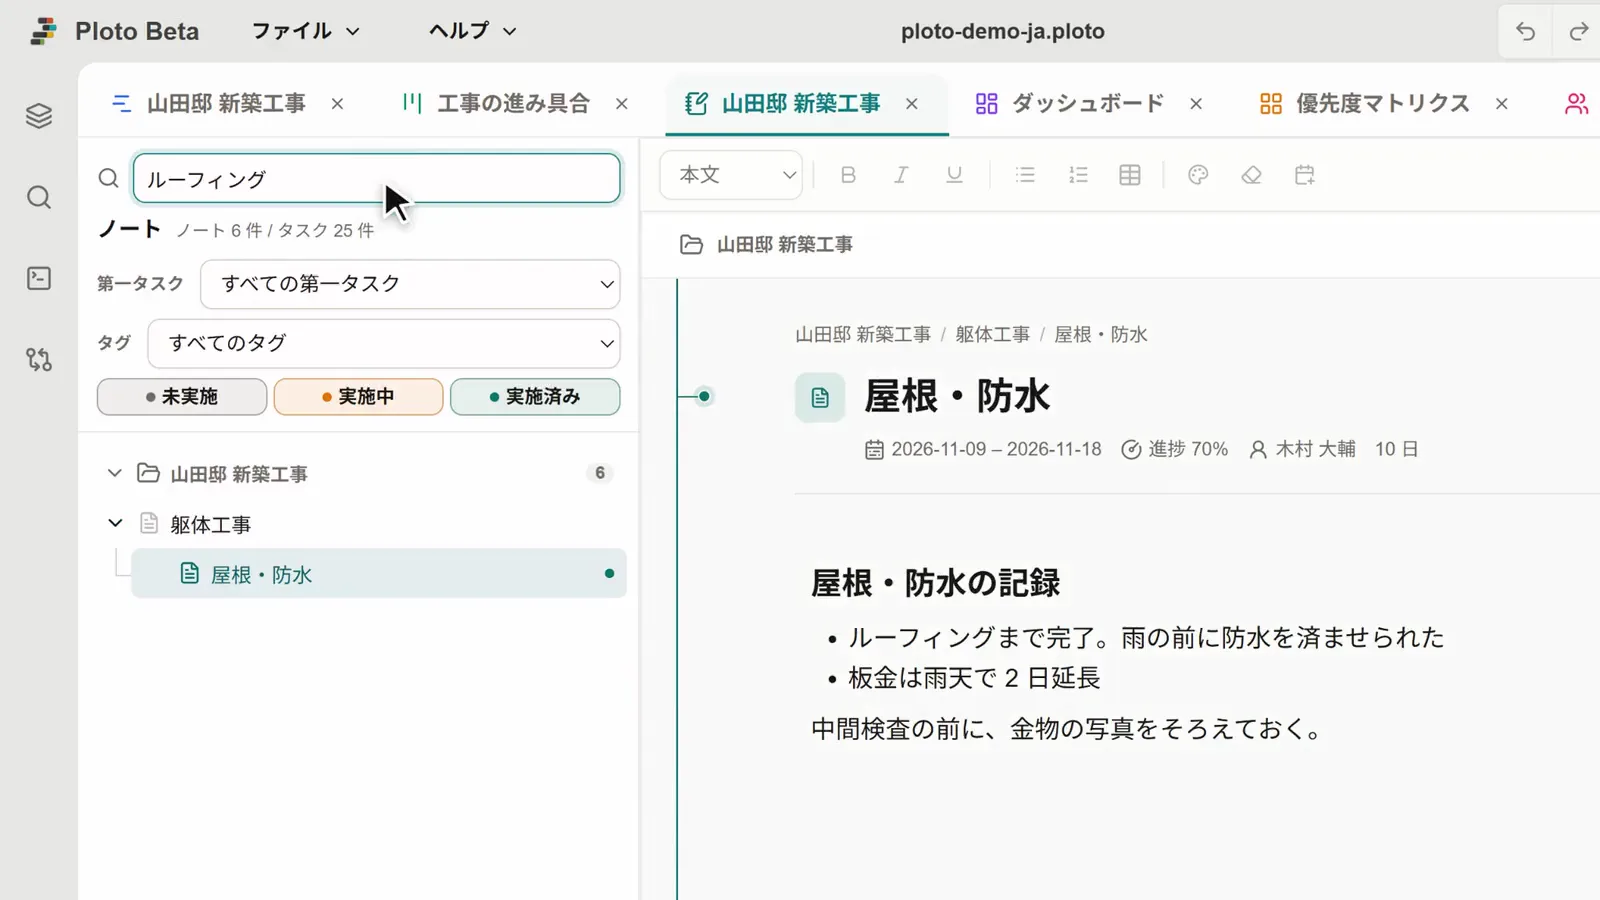 Ploto Beta ファイル ヘルプ ploto-demo-ja.ploto
山田邸 新築工事 工事の進み具合 山田邸 新築工事 ダッシュボード 優先度マトリクス
ルーフィング
ノート ノート 6 件 / タスク 25 件
第一タスク すべての第一タスク
タグ すべてのタグ
未実施 実施中 実施済み
山田邸 新築工事 6
躯体工事
屋根・防水
本文 B I U
山田邸 新築工事
山田邸 新築工事 / 躯体工事 / 屋根・防水
屋根・防水
2026-11-09 – 2026-11-18 進捗 70% 木村 大輔 10 日
屋根・防水の記録
• ルーフィングまで完了。雨の前に防水を済ませられた
• 板金は雨天で 2 日延長
中間検査の前に、金物の写真をそろえておく。